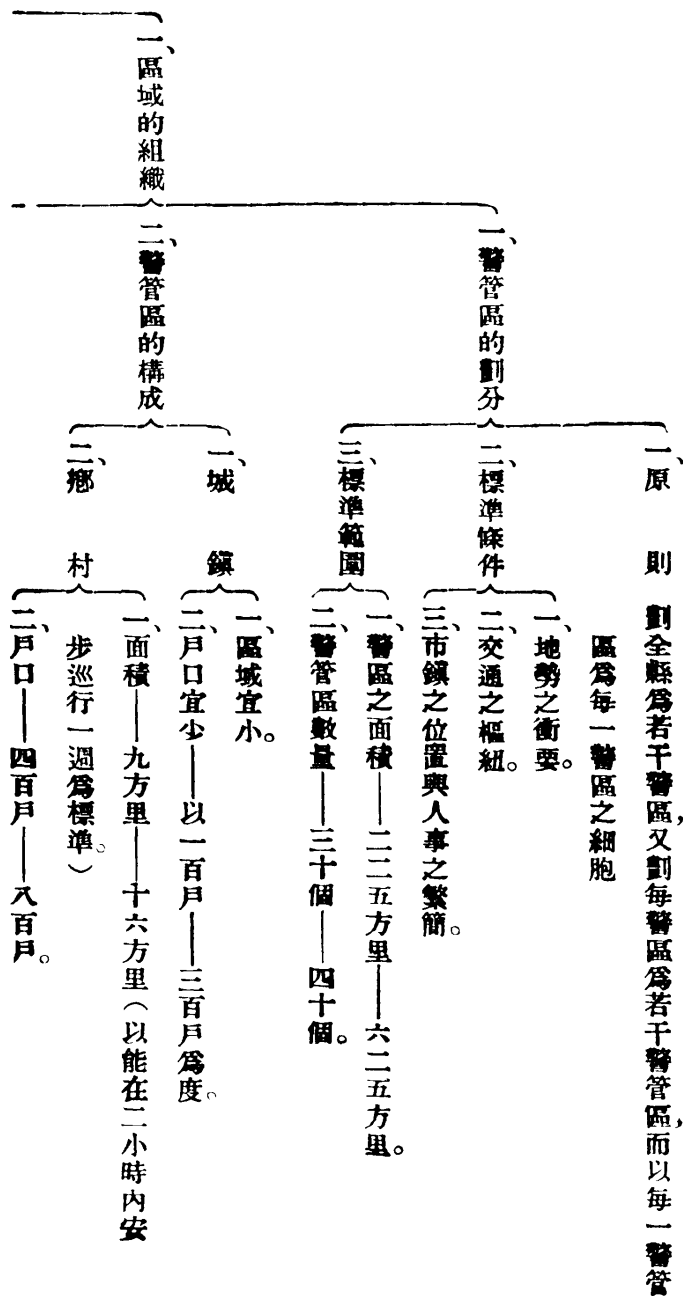 一、區域的組織
一、警管區的劃分
一、原則
劃全縣爲若干警區，又劃每警區爲若干警管區，而以每一警管
區爲每一警區之細胞
二、標準條件
一、地勢之衝要。
二、交通之樞紐。
三、市鎮之位置與人事之繁簡。
三、標準範圍
一、警區之面積——二二五方里——六二五方里。
二、警管區數量——三十個——四十個。
二、警管區的構成
一、城鎮
一、區域宜小。
二、戶口宜少——以一百戶——三百戶爲度。
二、鄉村
一、面積——九方里——十六方里（以能在二小時內安
步巡行一週爲標準。）
二、戶口——四百戶——八百戶。